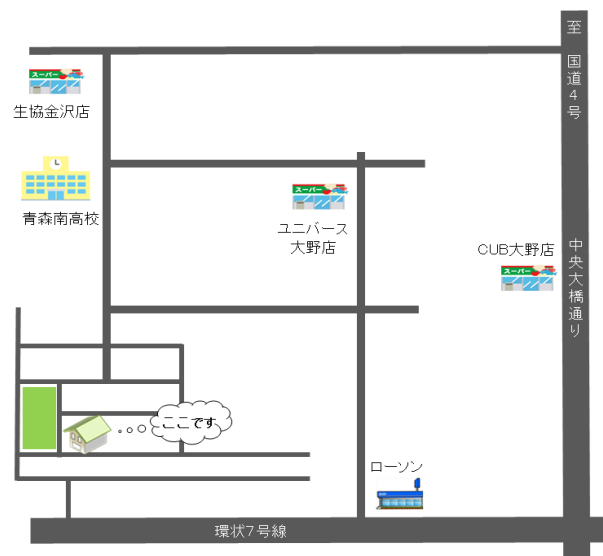 至
国道4号
スーパー
生協金沢店
青森南高校
スーパー
ユニバース
大野店
CUB大野店
スーパー
中央大橋通り
ここです
ローソン
環状7号線